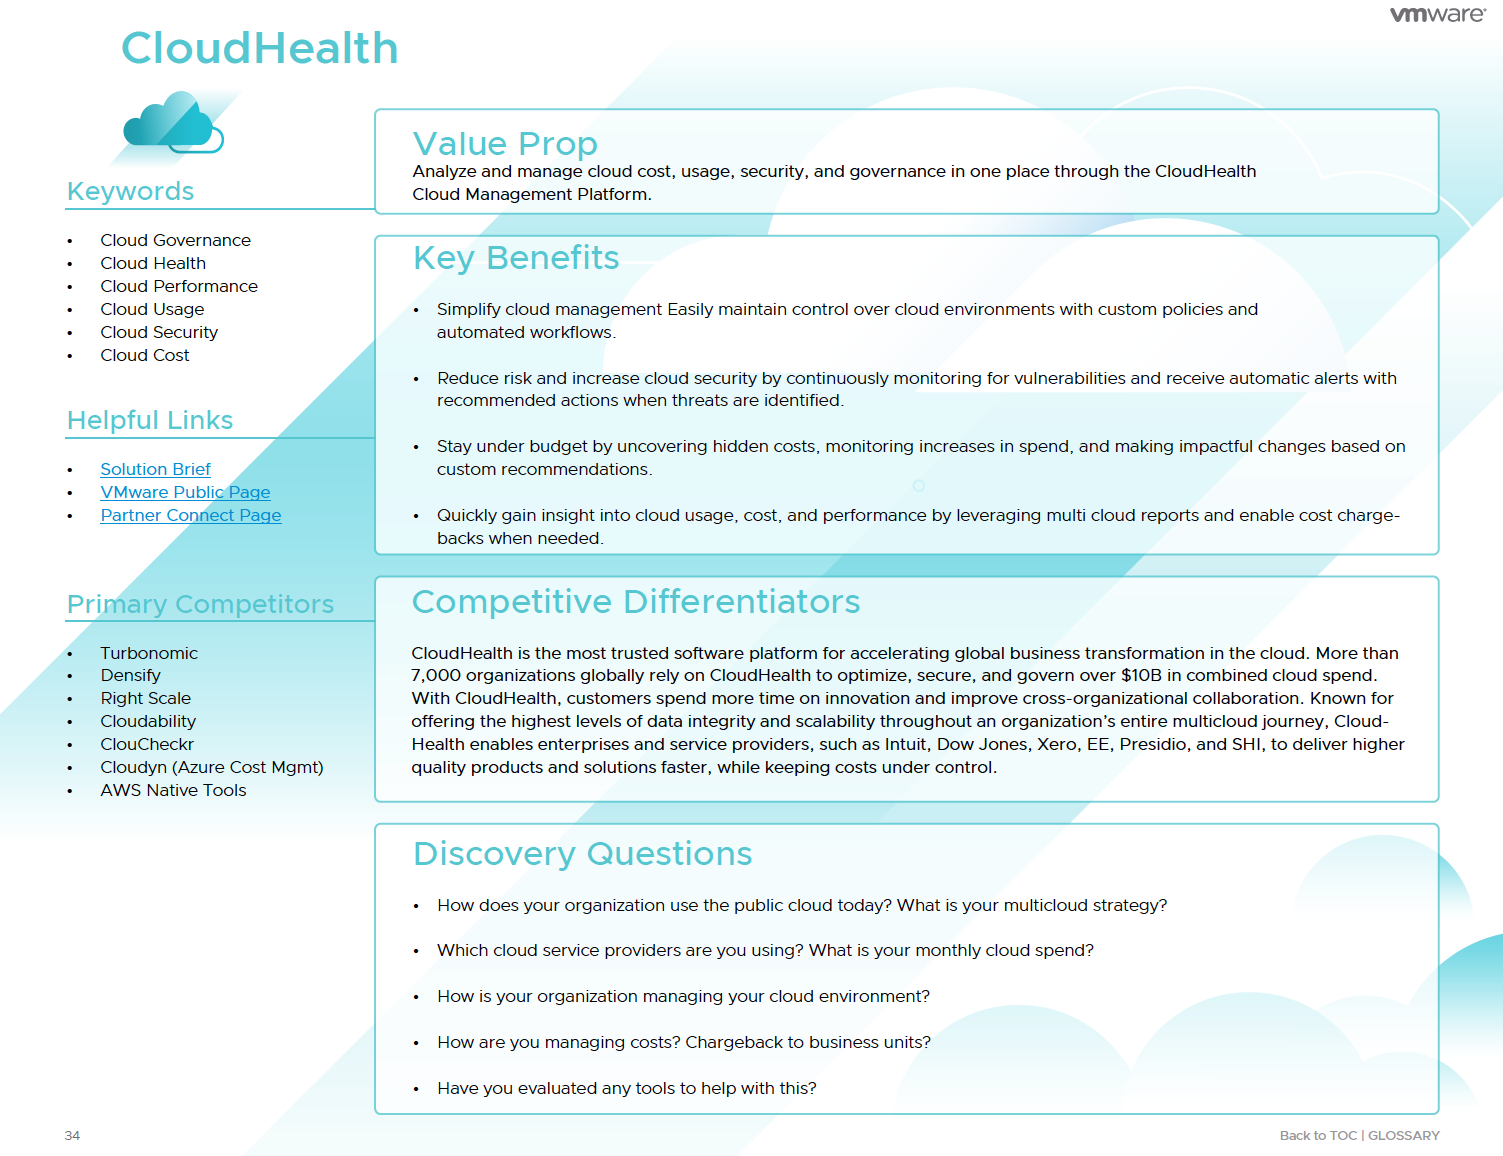 vmware®
CloudHealth
Keywords
• Cloud Governance
• Cloud Health
• Cloud Performance
• Cloud Usage
• Cloud Security
• Cloud Cost
Helpful Links
• Solution Brief
• VMware Public Page
• Partner Connect Page
Primary Competitors
• Turbonomic
• Densify
• Right Scale
• Cloudability
• ClouCheckr
• Cloudyn (Azure Cost Mgmt)
• AWS Native Tools
Value Prop
Analyze and manage cloud cost, usage, security, and governance in one place through the CloudHealth
Cloud Management Platform.
Key Benefits
• Simplify cloud management Easily maintain control over cloud environments with custom policies and
automated workflows.
• Reduce risk and increase cloud security by continuously monitoring for vulnerabilities and receive automatic alerts with
recommended actions when threats are identified.
• Stay under budget by uncovering hidden costs, monitoring increases in spend, and making impactful changes based on
custom recommendations.
• Quickly gain insight into cloud usage, cost, and performance by leveraging multi cloud reports and enable cost charge-
backs when needed.
Competitive Differentiators
CloudHealth is the most trusted software platform for accelerating global business transformation in the cloud. More than
7,000 organizations globally rely on CloudHealth to optimize, secure, and govern over $10B in combined cloud spend.
With CloudHealth, customers spend more time on innovation and improve cross-organizational collaboration. Known for
offering the highest levels of data integrity and scalability throughout an organization’s entire multicloud journey, Cloud-
Health enables enterprises and service providers, such as Intuit, Dow Jones, Xero, EE, Presidio, and SHI, to deliver higher
quality products and solutions faster, while keeping costs under control.
Discovery Questions
• How does your organization use the public cloud today? What is your multicloud strategy?
• Which cloud service providers are you using? What is your monthly cloud spend?
• How is your organization managing your cloud environment?
• How are you managing costs? Chargeback to business units?
• Have you evaluated any tools to help with this?
34
Back to TOC | GLOSSARY